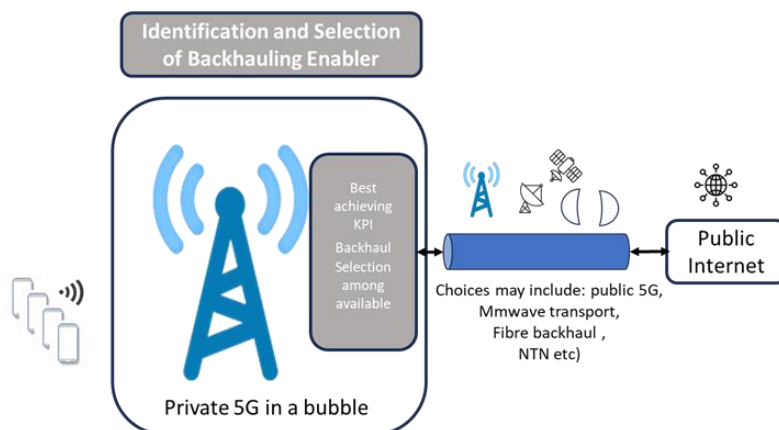 Identification and Selection
of Backhauling Enabler
Best
achieving
KPI
Backhaul
Selection
among
available
Private 5G in a bubble
Choices may include: public 5G,
Mmwave transport,
Fibre backhaul ,
NTN etc)
Public
Internet